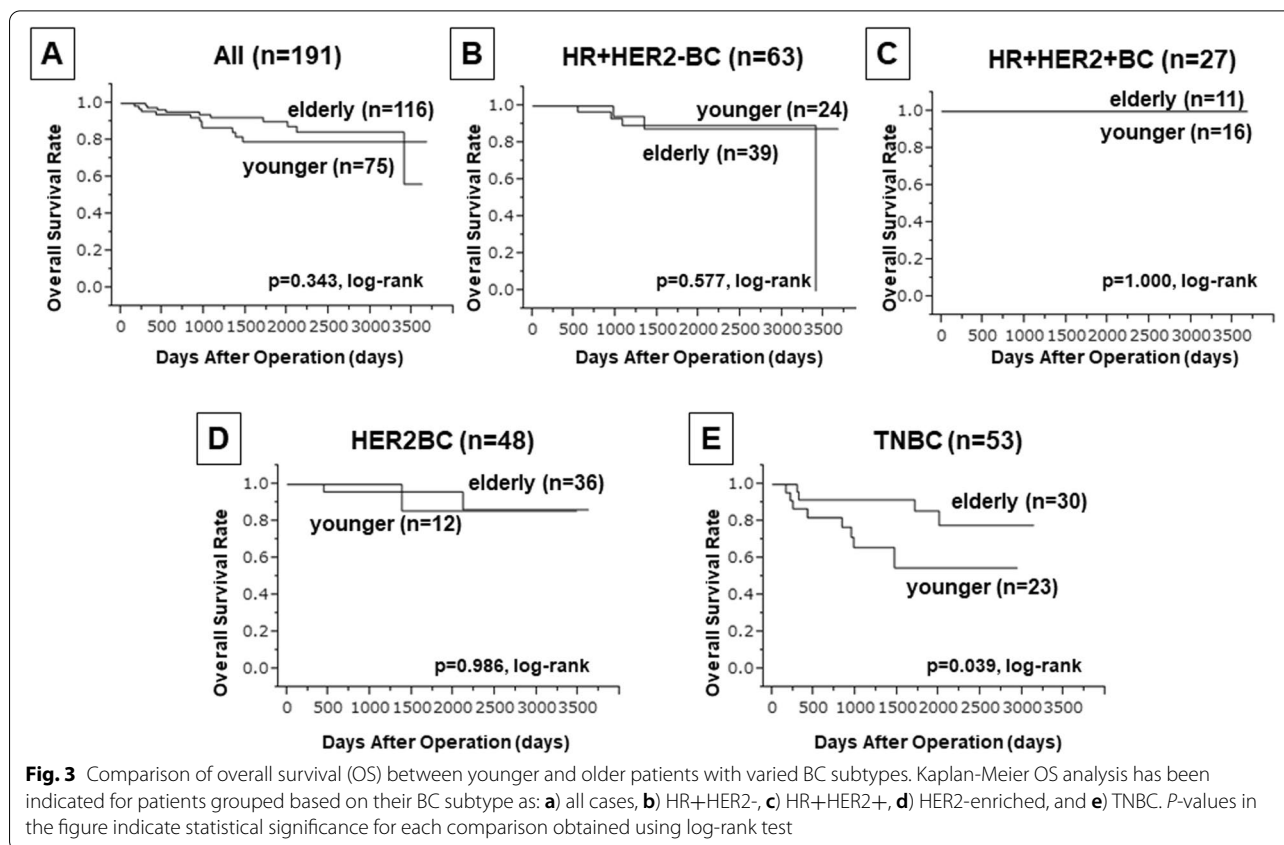 A
All (n=191)
1.0
0.8
0.6
0.4
0.2
0.0
Overall Survival Rate
elderly (n=116)
younger (n=75)
p=0.343, log-rank
0 500 1000 1500 2000 2500 3000 3500
Days After Operation (days)
B
HR+HER2-BC (n=63)
1.0
0.8
0.6
0.4
0.2
0.0
Overall Survival Rate
younger (n=24)
elderly (n=39)
p=0.577, log-rank
0 500 1000 1500 2000 2500 3000 3500
Days After Operation (days)
C
HR+HER2+BC (n=27)
1.0
0.8
0.6
0.4
0.2
0.0
Overall Survival Rate
elderly (n=11)
younger (n=16)
p=1.000, log-rank
0 500 1000 1500 2000 2500 3000 3500
Days After Operation (days)
D
HER2BC (n=48)
1.0
0.8
0.6
0.4
0.2
0.0
Overall Survival Rate
elderly (n=36)
younger (n=12)
p=0.986, log-rank
0 500 1000 1500 2000 2500 3000 3500
Days After Operation (days)
E
TNBC (n=53)
1.0
0.8
0.6
0.4
0.2
0.0
Overall Survival Rate
elderly (n=30)
younger (n=23)
p=0.039, log-rank
0 500 1000 1500 2000 2500 3000 3500
Days After Operation (days)
Fig. 3 Comparison of overall survival (OS) between younger and older patients with varied BC subtypes. Kaplan-Meier OS analysis has been
indicated for patients grouped based on their BC subtype as: a) all cases, b) HR+HER2-, c) HR+HER2+, d) HER2-enriched, and e) TNBC. P-values in
the figure indicate statistical significance for each comparison obtained using log-rank test